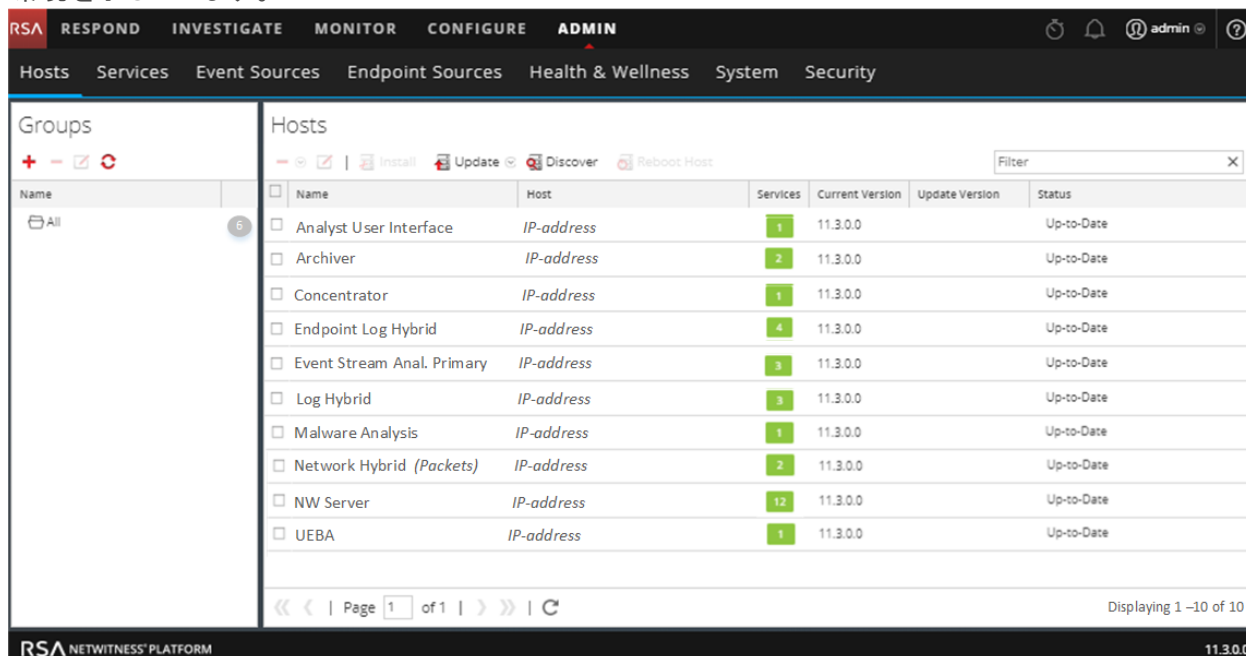 RSA RESPOND INVESTIGATE MONITOR CONFIGURE ADMIN admin
Hosts Services Event Sources Endpoint Sources Health & Wellness System Security
Groups
Name
All 6
Hosts
Install Update Discover Reboot Host Filter
Name Host Services Current Version Update Version Status
Analyst User Interface IP-address 1 11.3.0.0 Up-to-Date
Archiver IP-address 2 11.3.0.0 Up-to-Date
Concentrator IP-address 1 11.3.0.0 Up-to-Date
Endpoint Log Hybrid IP-address 4 11.3.0.0 Up-to-Date
Event Stream Anal. Primary IP-address 3 11.3.0.0 Up-to-Date
Log Hybrid IP-address 3 11.3.0.0 Up-to-Date
Malware Analysis IP-address 1 11.3.0.0 Up-to-Date
Network Hybrid (Packets) IP-address 2 11.3.0.0 Up-to-Date
NW Server IP-address 12 11.3.0.0 Up-to-Date
UEBA IP-address 1 11.3.0.0 Up-to-Date
Page 1 of 1 Displaying 1 –10 of 10
RSA NETWITNESS® PLATFORM 11.3.0.0